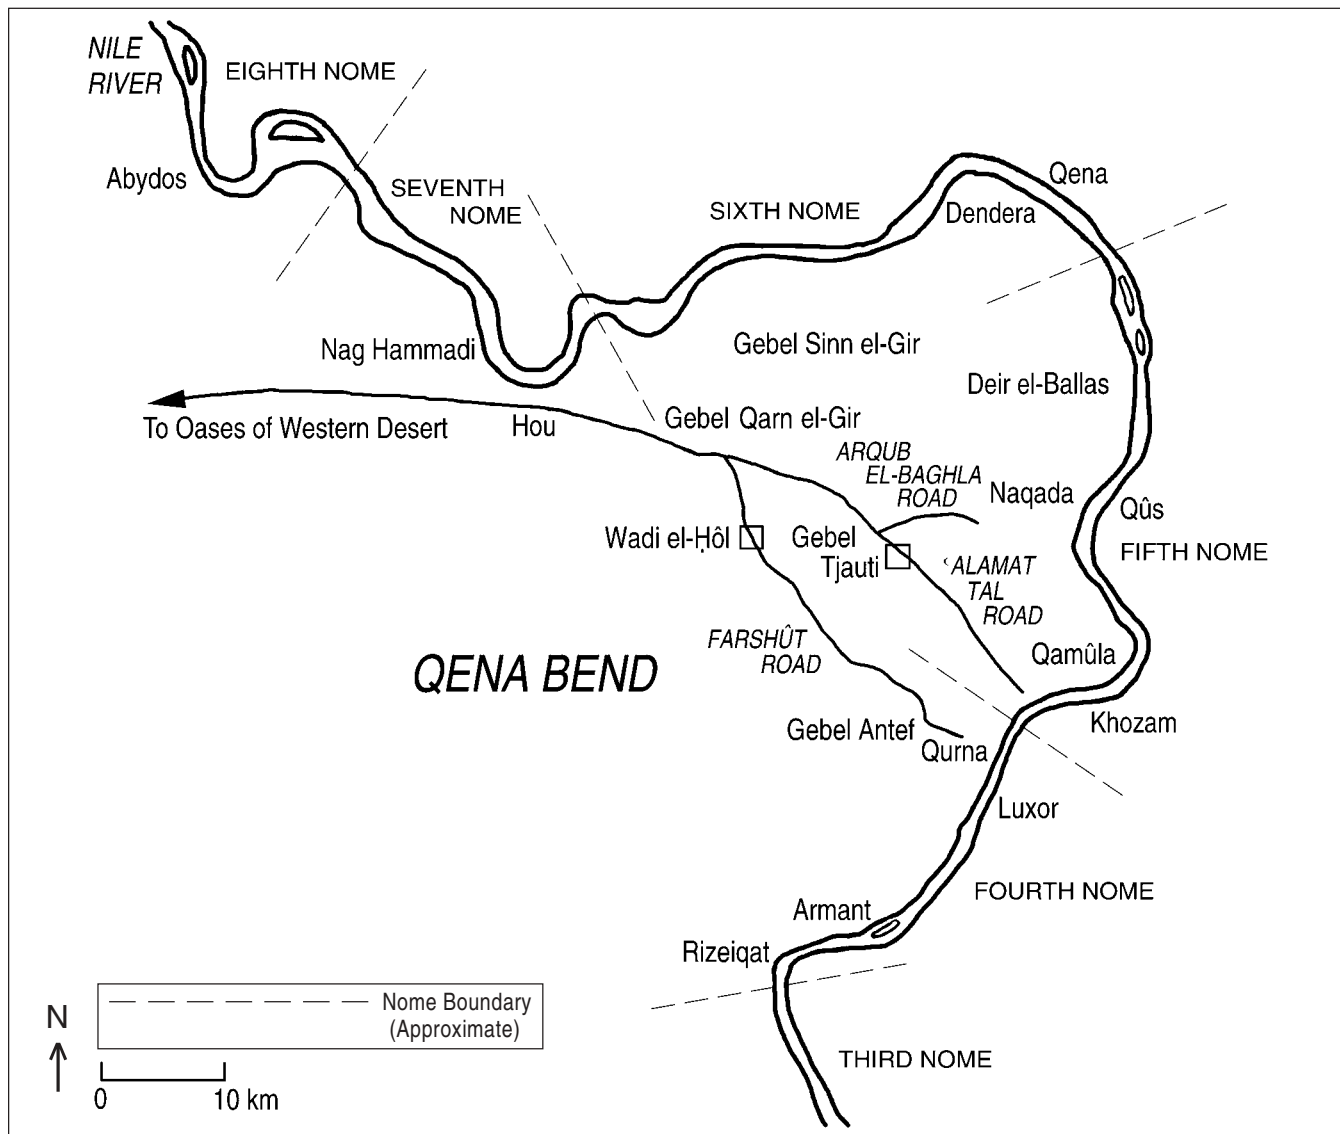 NILE
RIVER
EIGHTH NOME
Abydos
SEVENTH
NOME
SIXTH NOME
Qena
Dendera
Nag Hammadi
Gebel Sinn el-Gir
Deir el-Ballas
To Oases of Western Desert
Hou
Gebel Qarn el-Gir
ARQUB
EL-BAGHLA
ROAD
Naqada
Qûs
FIFTH NOME
Wadi el-Ḥôl
Gebel
Tjauti
ʿALAMAT
TAL
ROAD
FARSHÛT
ROAD
Qamûla
QENA BEND
Gebel Antef
Qurna
Khozam
Luxor
FOURTH NOME
Armant
Rizeiqat
THIRD NOME
Nome Boundary
(Approximate)
N
0 10 km